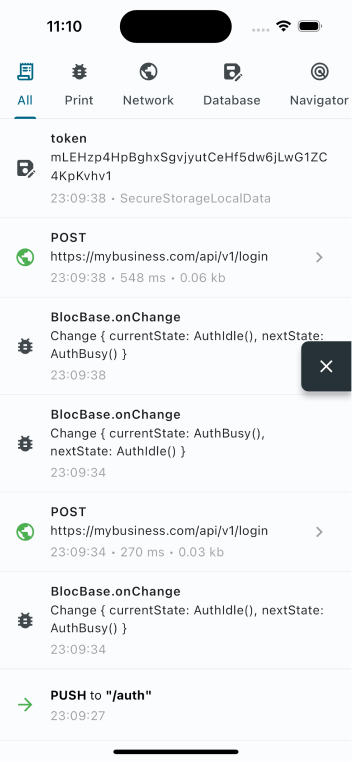 11:10
All Print Network Database Navigator
token
mLEHzp4HpBghxSgvjyutCeHf5dw6jLwG1ZC
4KpKvhv1
23:09:38 • SecureStorageLocalData
POST
https://mybusiness.com/api/v1/login
23:09:38 • 548 ms • 0.06 kb
BlocBase.onChange
Change { currentState: AuthIdle(), nextState:
AuthBusy() }
23:09:38
BlocBase.onChange
Change { currentState: AuthBusy(),
nextState: AuthIdle() }
23:09:34
POST
https://mybusiness.com/api/v1/login
23:09:34 • 270 ms • 0.03 kb
BlocBase.onChange
Change { currentState: AuthIdle(), nextState:
AuthBusy() }
23:09:34
PUSH to "/auth"
23:09:27